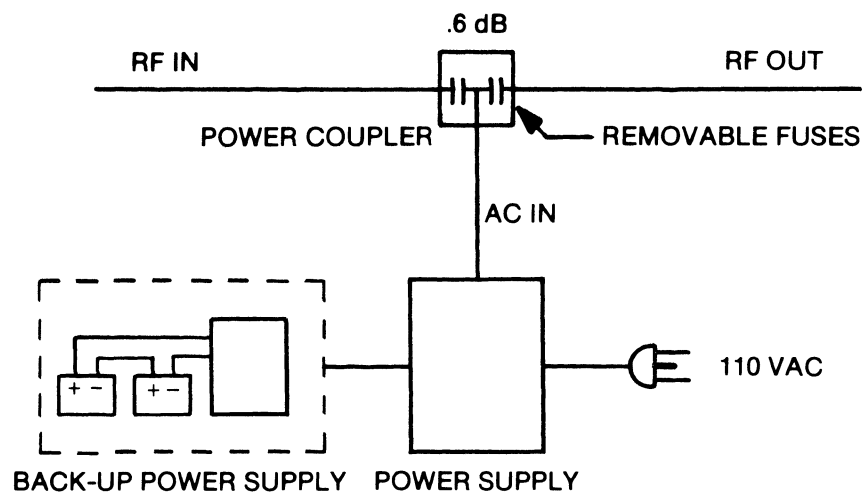 .6 dB
RF IN
RF OUT
POWER COUPLER
REMOVABLE FUSES
AC IN
+ −
+ −
110 VAC
BACK-UP POWER SUPPLY
POWER SUPPLY